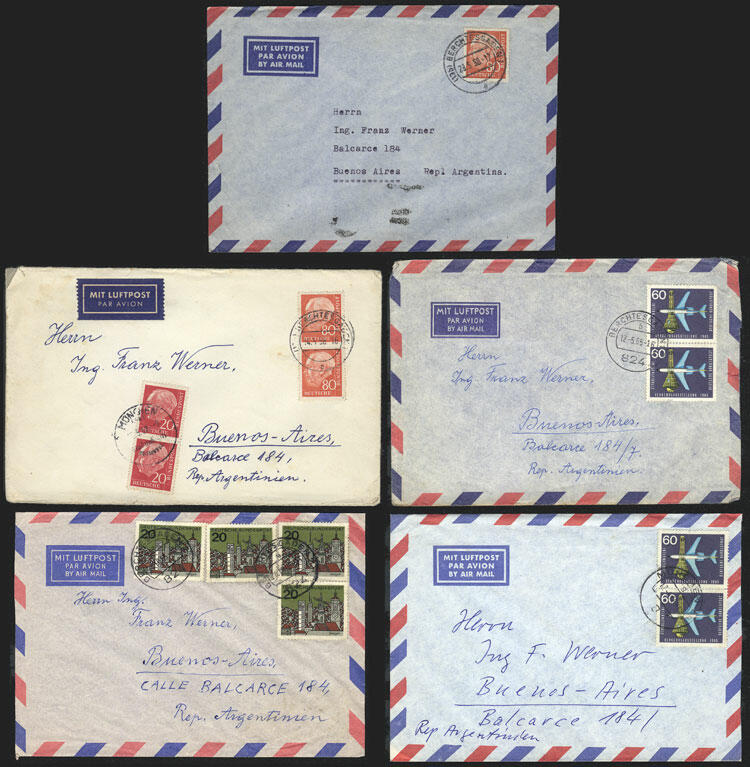 MIT LUFTPOST
PAR AVION
BY AIR MAIL
BERCHTESGADEN
80
DEUTSCHE
Herrn
Ing. Franz Werner
Balcarce 184
Buenos Aires Repl Argentina.
MIT LUFTPOST
PAR AVION
80
80
DEUTSCHE
Herrn
Ing. Franz Werner,
MÜNCHEN
20
20
DEUTSCHE
Buenos-Aires,
Balcarce 184,
Rep. Argentinien.
MIT LUFTPOST
PAR AVION
BY AIR MAIL
60
60
824
Herrn
Ing. Franz Werner,
Buenos-Aires,
Balcarce 184/7.
Rep. Argentinien.
MIT LUFTPOST
PAR AVION
BY AIR MAIL
20
20
20
20
824
Herrn Ing.
Franz Werner,
Buenos-Aires,
CALLE BALCARCE 184,
Rep. Argentinien
MIT LUFTPOST
PAR AVION
BY AIR MAIL
60
60
Herrn
Ing F. Werner
Buenos-Aires
Balcarce 184/
Rep Argentinien